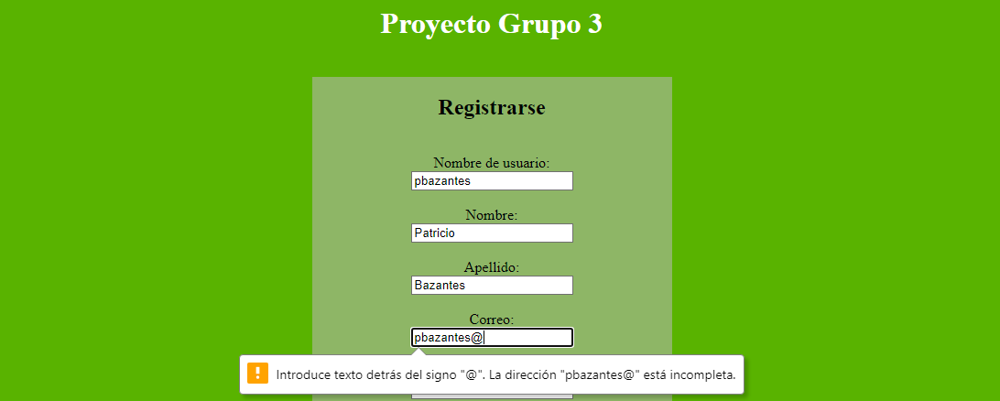 Proyecto Grupo 3
Registrarse
Nombre de usuario:
pbazantes
Nombre:
Patricio
Apellido:
Bazantes
Correo:
pbazantes@
Introduce texto detrás del signo "@". La dirección "pbazantes@" está incompleta.